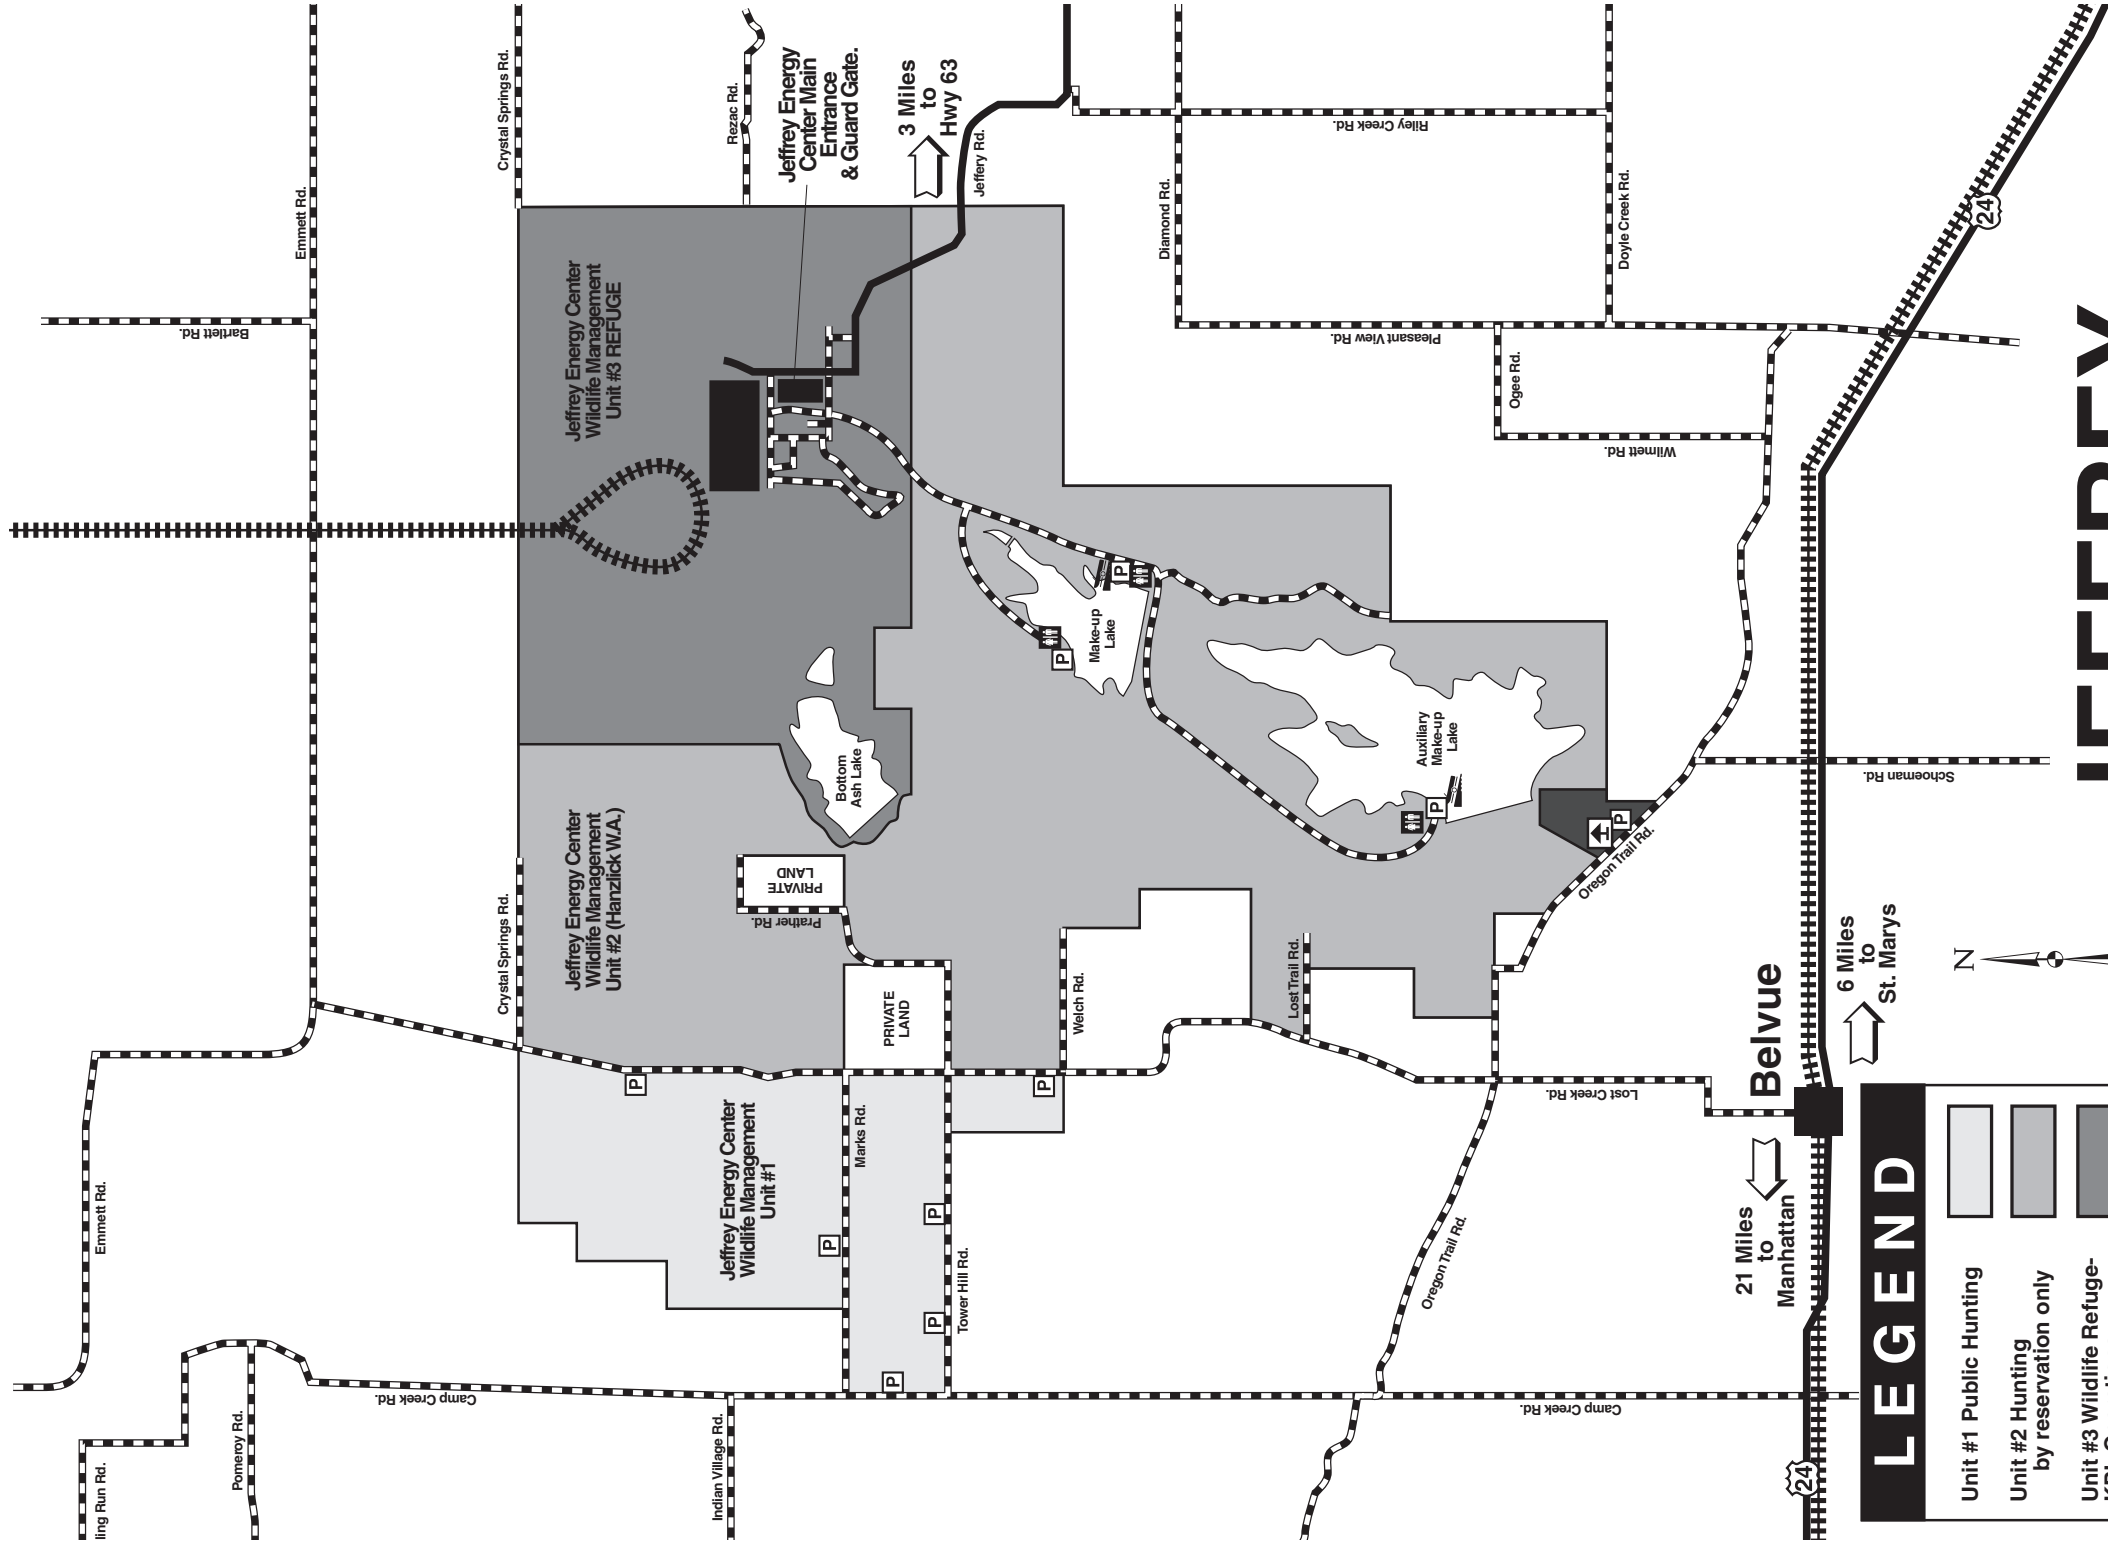 ling Run Rd.
Pomeroy Rd.
Emmett Rd.
Bartlett Rd.
Emmett Rd.
Camp Creek Rd.
Crystal Springs Rd.
Crystal Springs Rd.
Jeffrey Energy Center
Wildlife Management
Unit #2 (Hanzlick W.A.)
Jeffrey Energy Center
Wildlife Management
Unit #3 REFUGE
Indian Village Rd.
Jeffrey Energy Center
Wildlife Management
Unit #1
Prather Rd.
PRIVATE
LAND
Rezac Rd.
Jeffrey Energy
Center Main
Entrance
& Guard Gate.
Bottom
Ash Lake
P
P
Marks Rd.
PRIVATE
LAND
P
P
P
Tower Hill Rd.
3 Miles
to
Hwy 63
Jeffery Rd.
P
Welch Rd.
P
Make-up
Lake
P
Diamond Rd.
Lost Trail Rd.
Riley Creek Rd.
Pleasant View Rd.
Oregon Trail Rd.
Auxiliary
Make-up
Lake
P
Ogee Rd.
Camp Creek Rd.
Lost Creek Rd.
Oregon Trail Rd.
P
Wilmett Rd.
Doyle Creek Rd.
21 Miles
to
Manhattan
Belvue
24
6 Miles
to
St. Marys
Schoeman Rd.
24
N
LEGEND
Unit #1 Public Hunting
Unit #2 Hunting
by reservation only
Unit #3 Wildlife Refuge-
JEFFREY